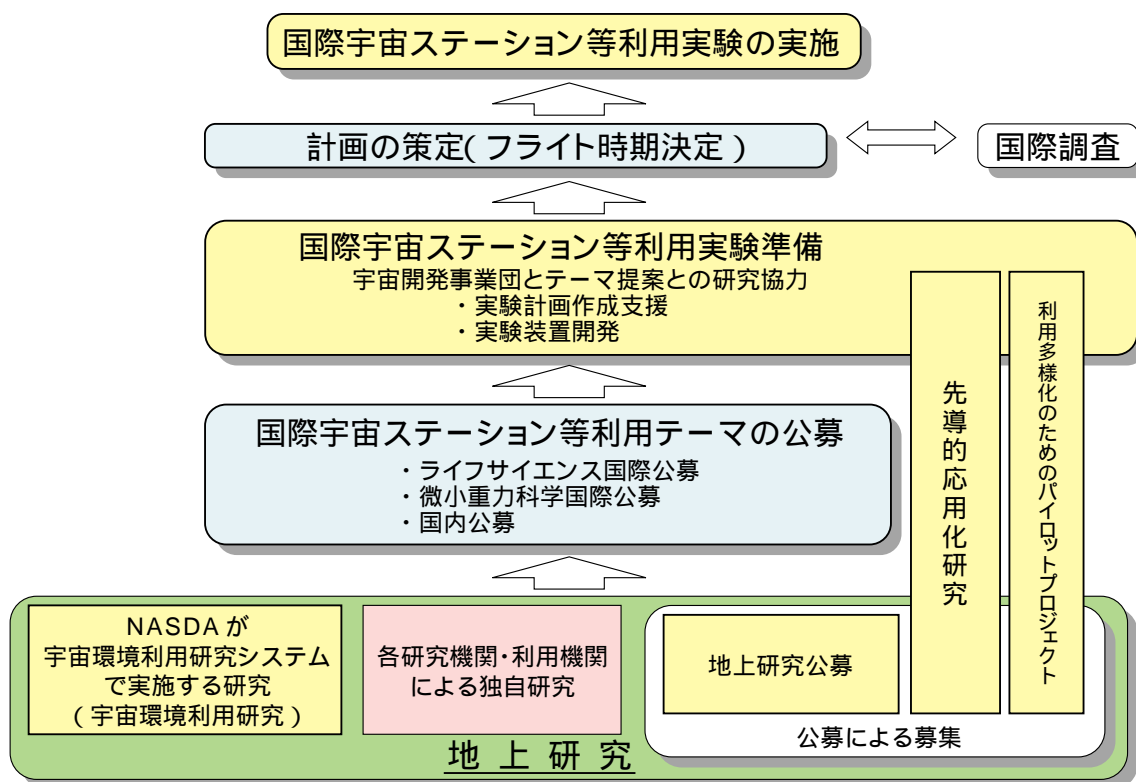 国際宇宙ステーション等利用実験の実施
計画の策定(フライト時期決定)
国際調査
国際宇宙ステーション等利用実験準備
宇宙開発事業団とテーマ提案との研究協力
・実験計画作成支援
・実験装置開発
国際宇宙ステーション等利用テーマの公募
・ライフサイエンス国際公募
・微小重力科学国際公募
・国内公募
先導的応用化研究
利用多様化のためのパイロットプロジェクト
NASDAが
宇宙環境利用研究システム
で実施する研究
(宇宙環境利用研究)
各研究機関・利用機関
による独自研究
地上研究公募
公募による募集
地上研究